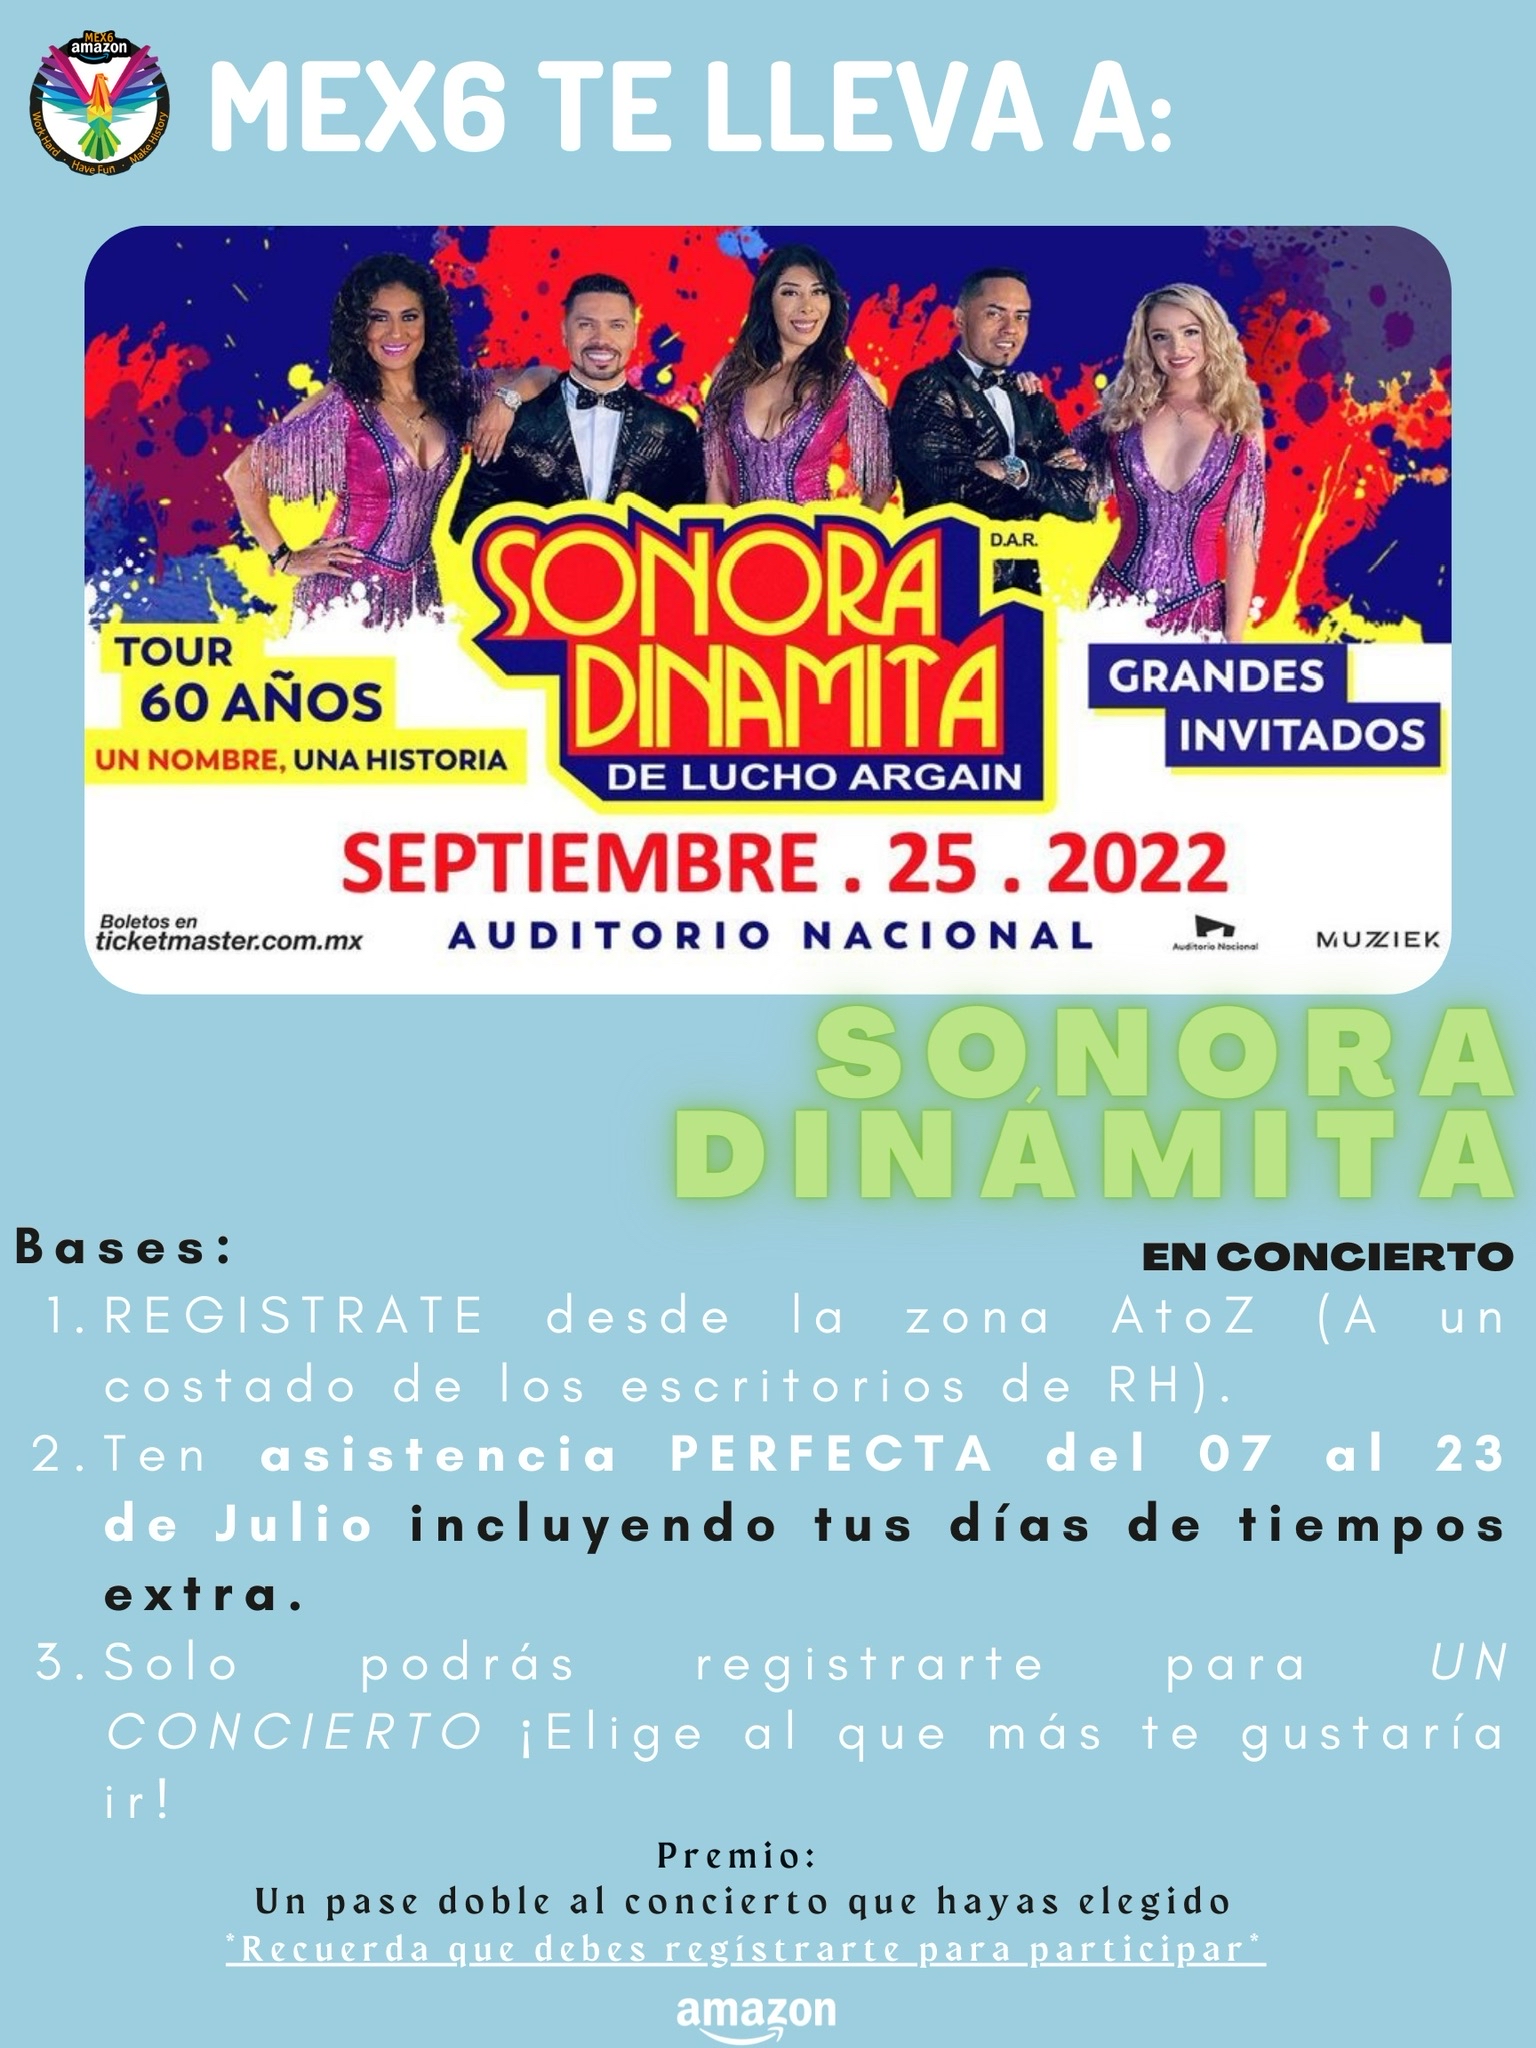 MEX6
amazon
Work Hard · Have Fun · Make History
MEX6 TE LLEVA A:
SONORA
D.A.R.
DINAMITA
DE LUCHO ARGAIN
TOUR
60 AÑOS
UN NOMBRE, UNA HISTORIA
GRANDES
INVITADOS
SEPTIEMBRE . 25 . 2022
Boletos en
ticketmaster.com.mx
AUDITORIO NACIONAL
Auditorio Nacional
MUZZIEK
SONORA
DINÁMITA
EN CONCIERTO
Bases:
1. REGISTRATE desde la zona AtoZ (A un
costado de los escritorios de RH).
2. Ten asistencia PERFECTA del 07 al 23
de Julio incluyendo tus días de tiempos
extra.
3. Solo podrás registrarte para UN
CONCIERTO ¡Elige al que más te gustaría
ir!
Premio:
Un pase doble al concierto que hayas elegido
*Recuerda que debes regístrarte para participar*
amazon